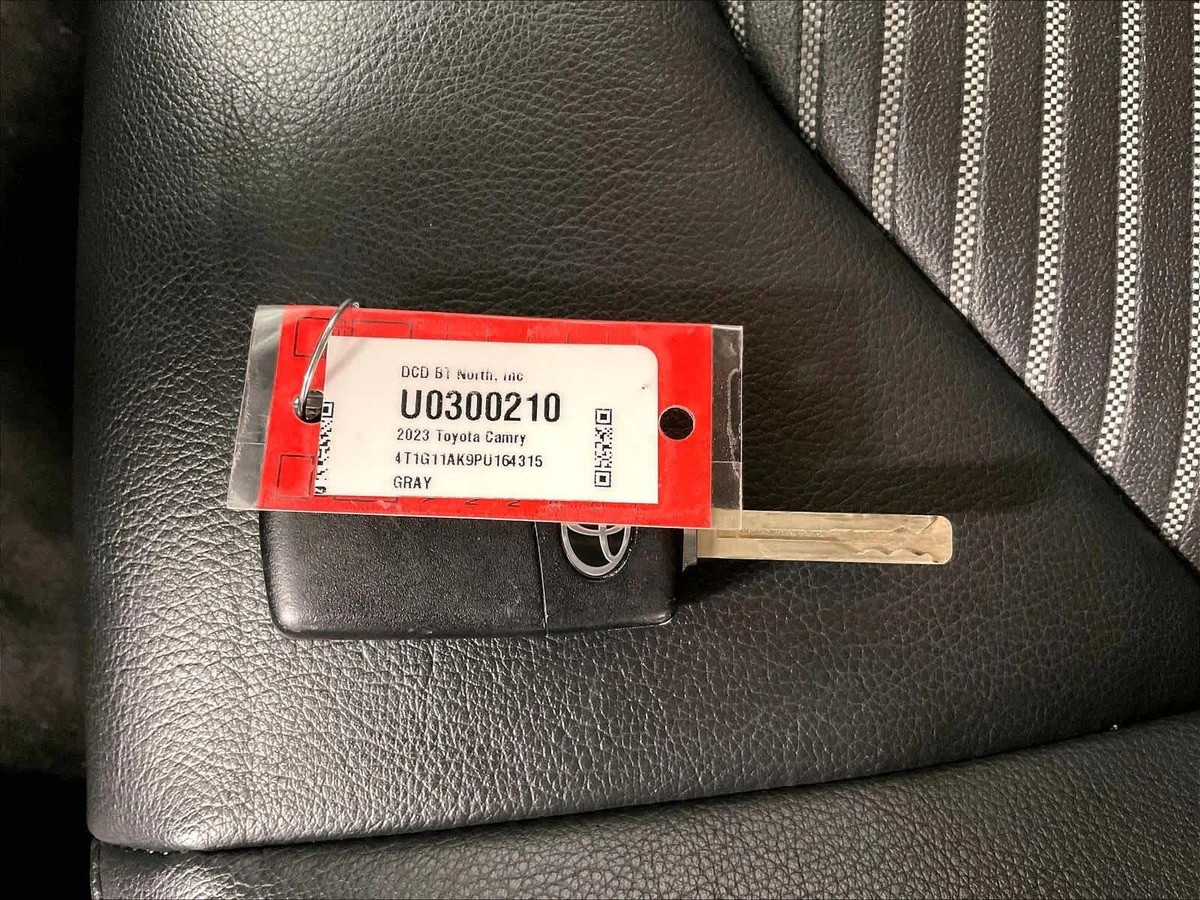 DCD BT North, Inc
U0300210
2023 Toyota Camry
4T1G11AK9PU164315
GRAY